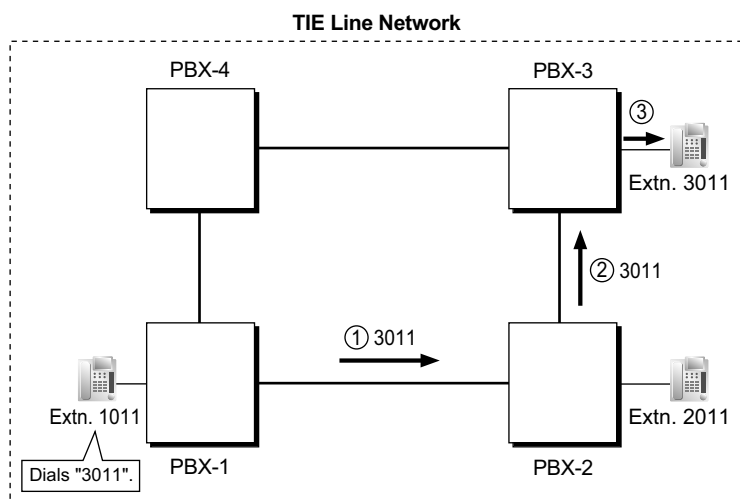 TIE Line Network
PBX-4
PBX-3
③
Extn. 3011
② 3011
① 3011
Extn. 1011
Extn. 2011
Dials "3011".
PBX-1
PBX-2